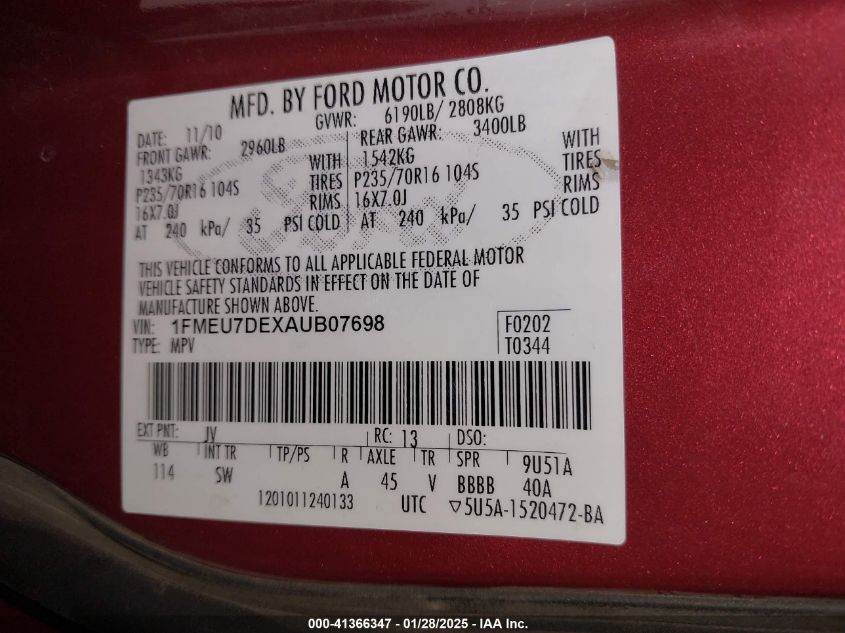 MFD. BY FORD MOTOR CO.
DATE: 11/10 GVWR: 6190LB/ 2808KG
FRONT GAWR: 2960LB REAR GAWR: 3400LB
1343KG WITH 1542KG WITH
P235/70R16 104S TIRES P235/70R16 104S TIRES
16X7.0J RIMS 16X7.0J RIMS
AT 240 kPa/ 35 PSI COLD AT 240 kPa/ 35 PSI COLD
THIS VEHICLE CONFORMS TO ALL APPLICABLE FEDERAL MOTOR
VEHICLE SAFETY STANDARDS IN EFFECT ON THE DATE OF
MANUFACTURE SHOWN ABOVE.
VIN: 1FMEU7DEXAUB07698 F0202
TYPE: MPV T0344
EXT PNT: JV RC: 13 DSO:
WB INT TR TP/PS R AXLE TR SPR 9U51A
114 SW A 45 V BBBB 40A
1201011240133 UTC ▽5U5A-1520472-BA
000-41366347 | 01/28/2025 - IAA Inc.